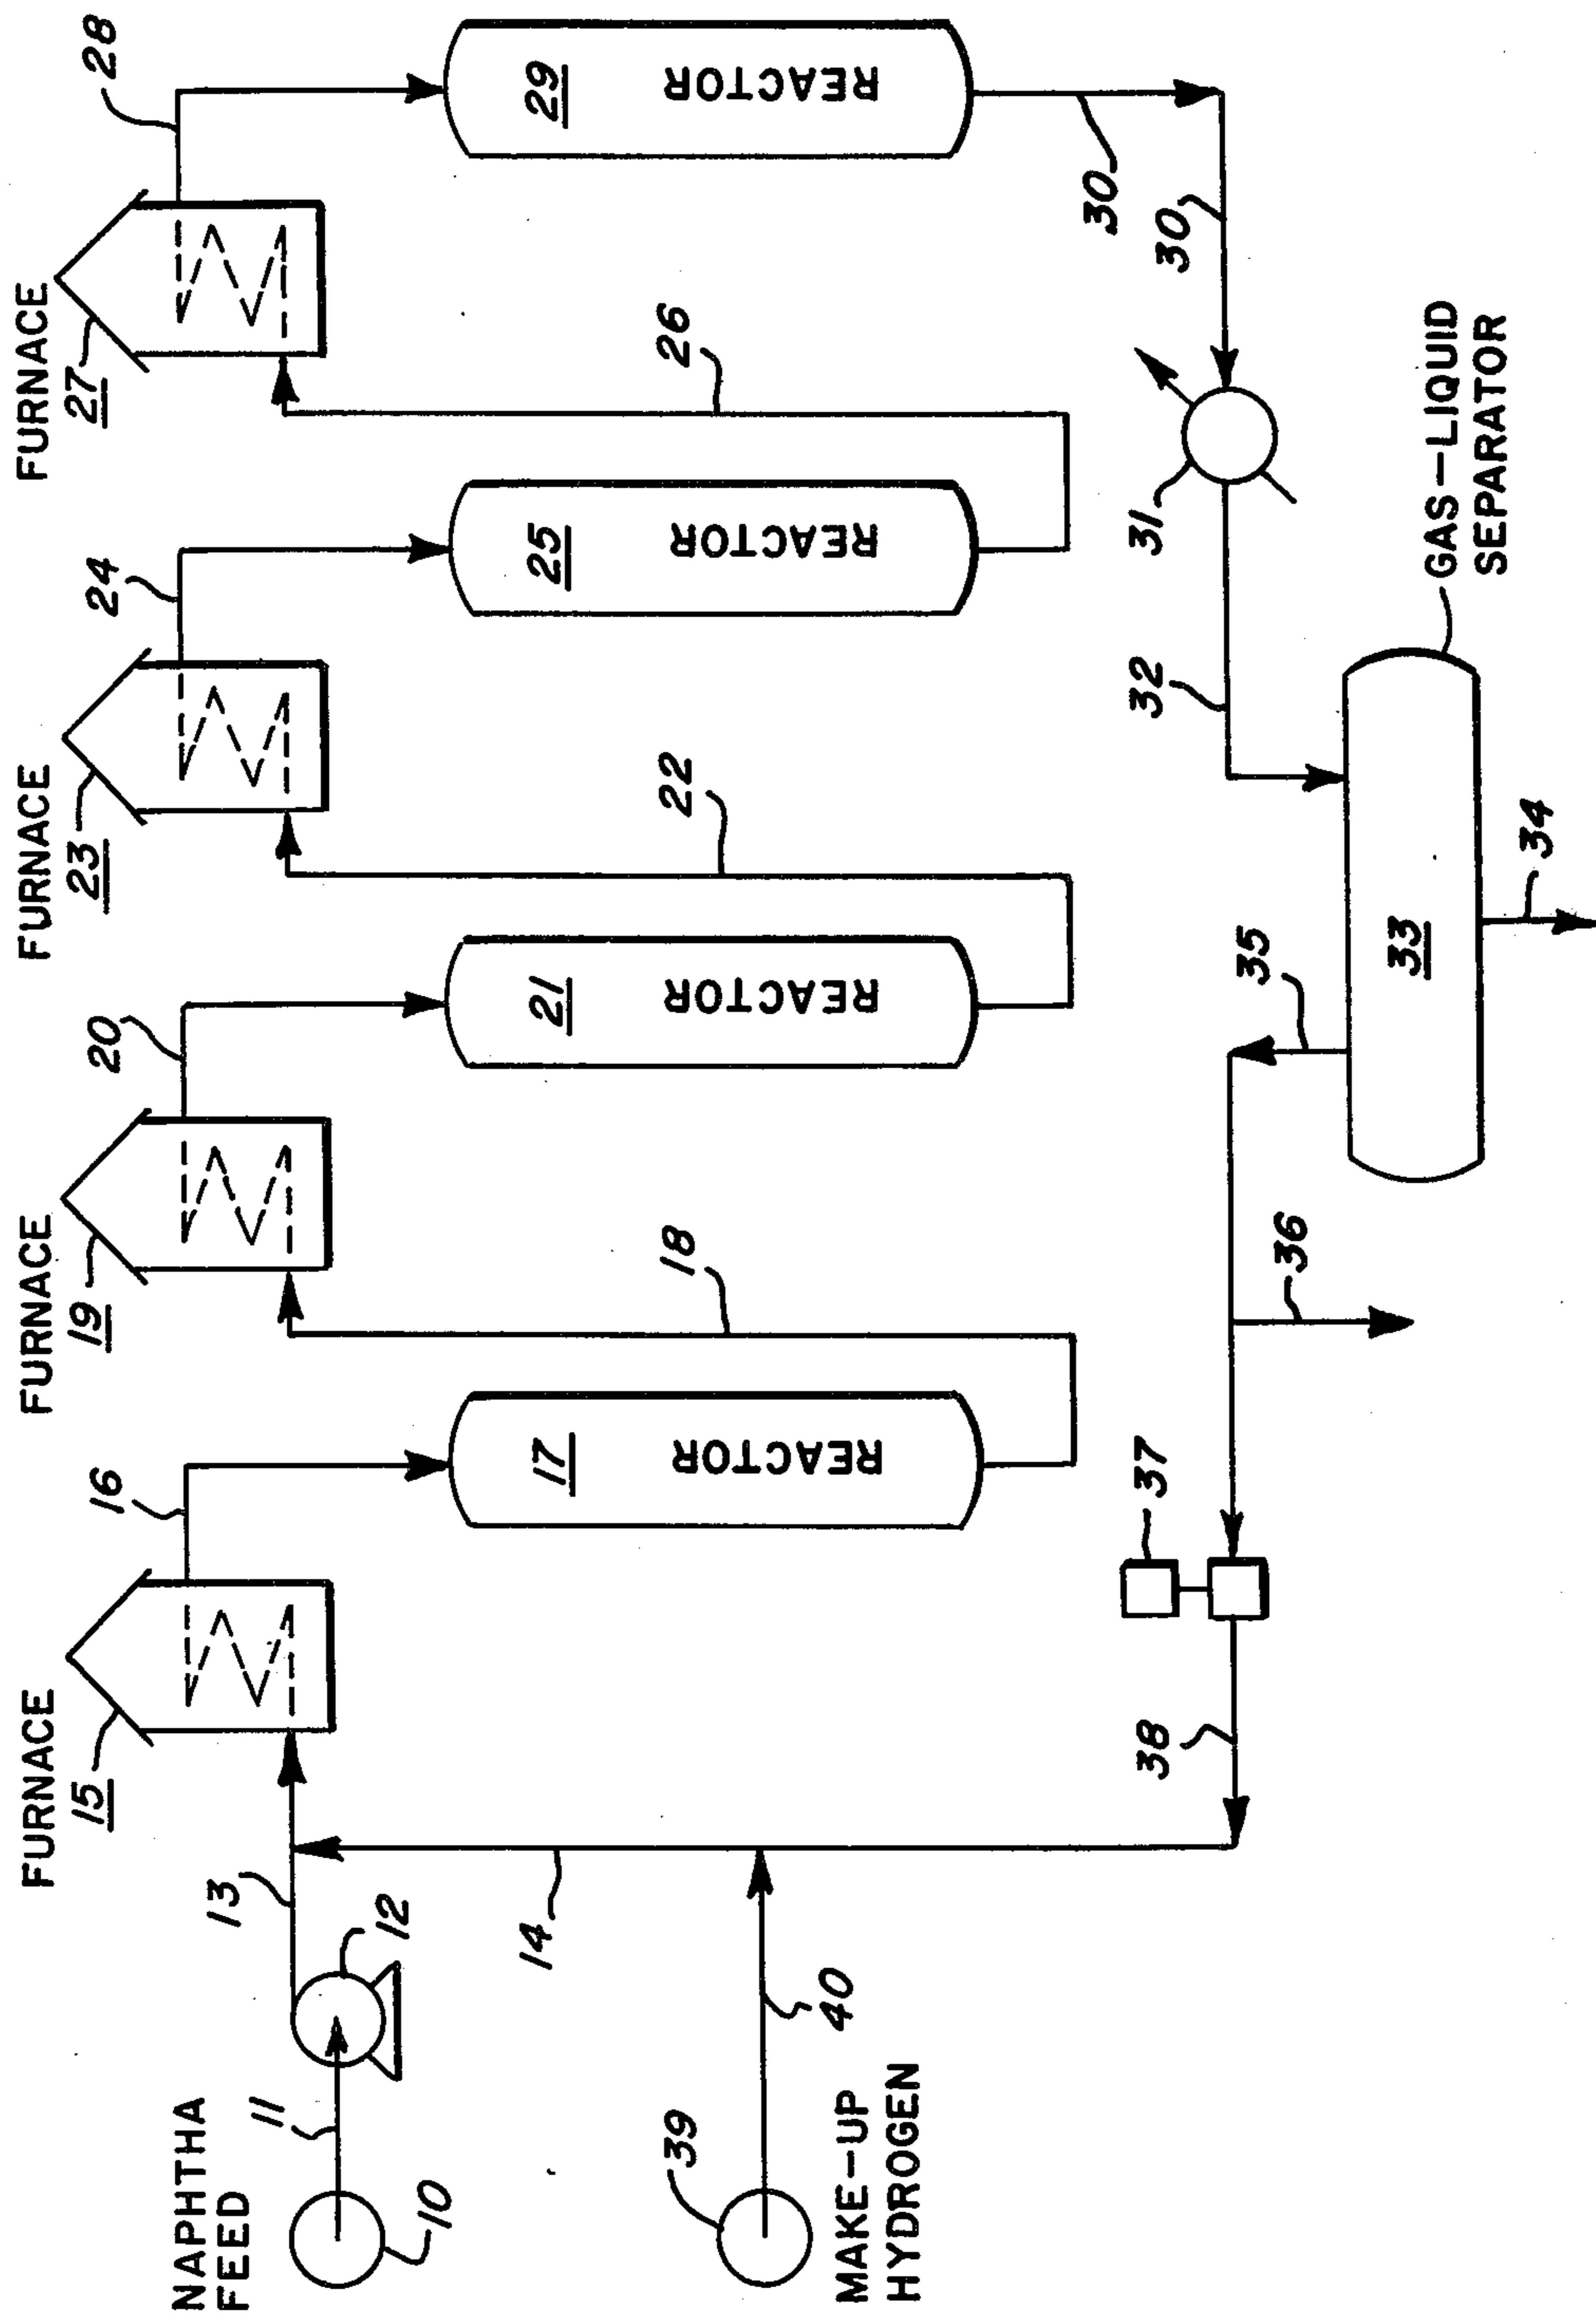 FURNACE
15
FURNACE
19
FURNACE
23
FURNACE
27
16
20
24
28
NAPHTHA
FEED
10
11
12
13
14
17
REACTOR
21
REACTOR
25
REACTOR
29
REACTOR
18
22
26
30
30
39
40
MAKE-UP
HYDROGEN
38
37
36
35
32
31
33
34
GAS-LIQUID
SEPARATOR